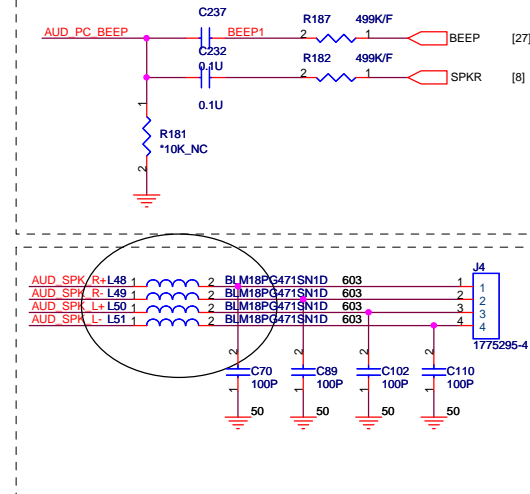 C237
AUD_PC_BEEP
BEEP1
R187 499K/F
2 1
BEEP [27]
C232
0.1U
R182 499K/F
2 1
SPKR [8]
0.1U
1
R181
*10K_NC
2
J4
AUD_SPK_R+ L48 1 2 BLM18PG471SN1D 603 1 1
AUD_SPK_R- L49 1 2 BLM18PG471SN1D 603 2 2
AUD_SPK_L+ L50 1 2 BLM18PG471SN1D 603 3 3
AUD_SPK_L- L51 1 2 BLM18PG471SN1D 603 4 4
1775295-4
2 2 2 2
C70 C89 C102 C110
100P 100P 100P 100P
1 1 1 1
50 50 50 50